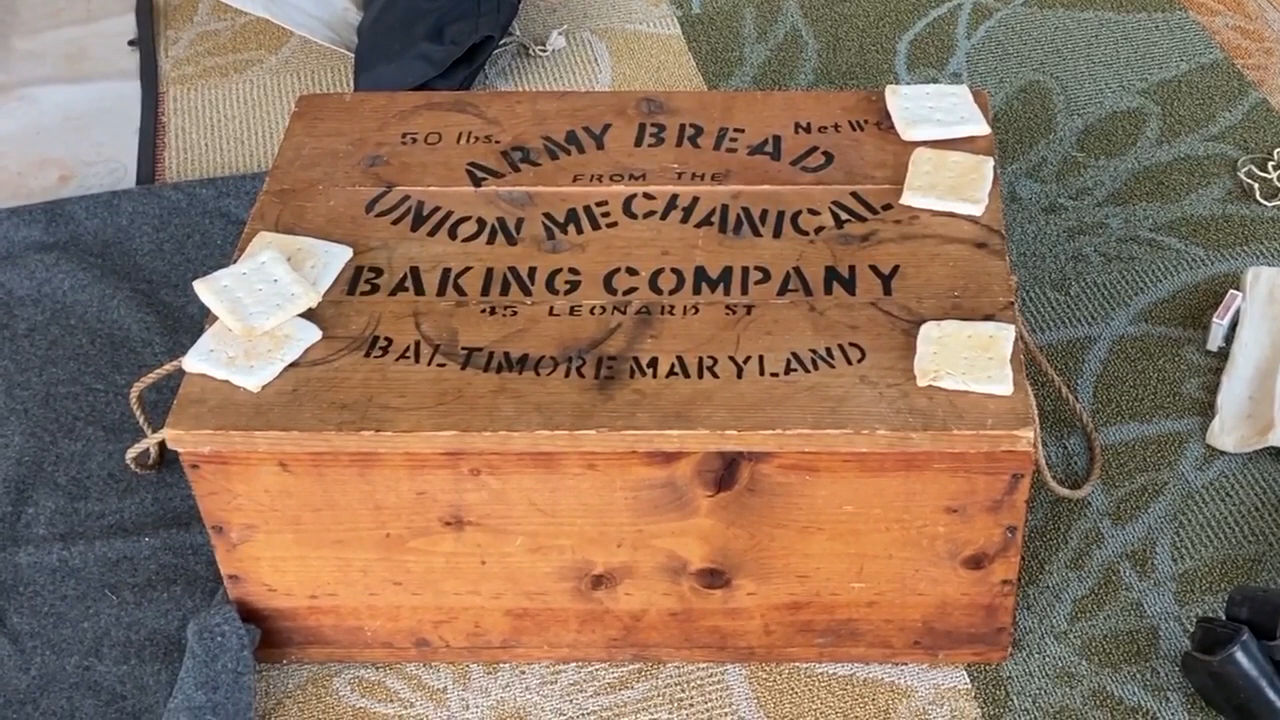 50 lbs. ARMY BREAD Net Wt.
FROM THE
UNION MECHANICAL
BAKING COMPANY
45 LEONARD ST
BALTIMORE MARYLAND